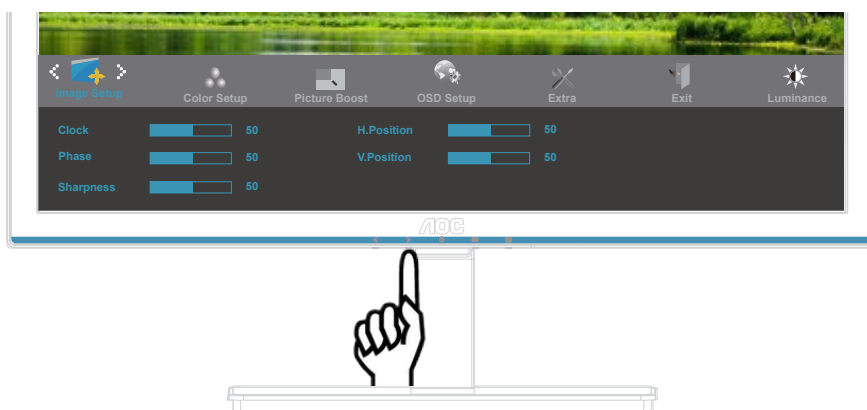 Image Setup Color Setup Picture Boost OSD Setup Extra Exit Luminance
Clock 50 H.Position 50
Phase 50 V.Position 50
Sharpness 50
AOC